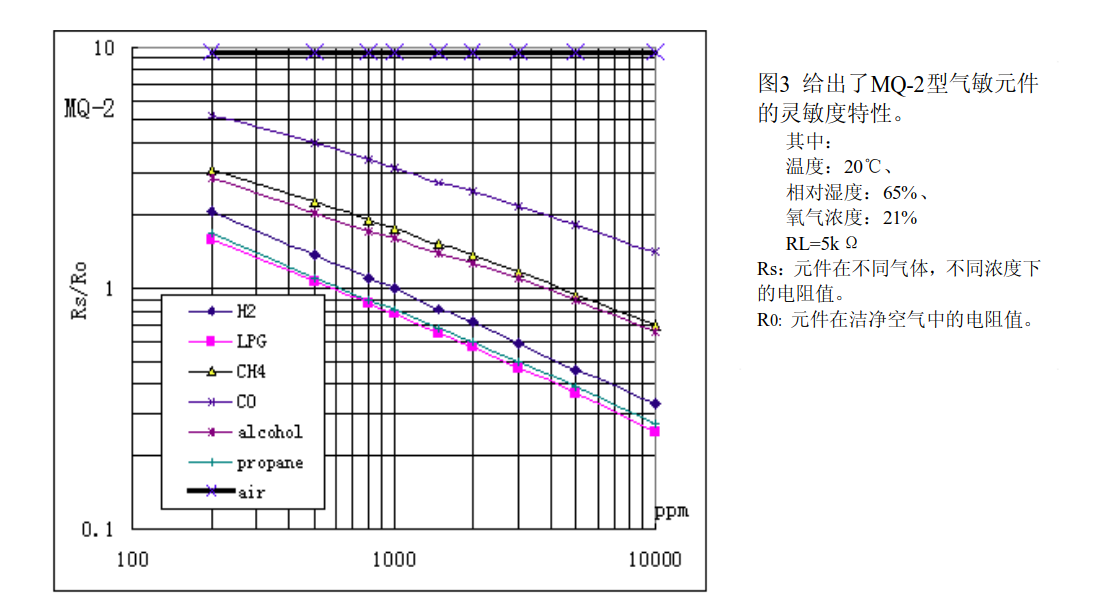 10
MQ-2
Rs/Ro
1
H2
LPG
CH4
CO
alcohol
propane
air
0.1
ppm
100
1000
10000
图3 给出了MQ-2型气敏元件
的灵敏度特性。
其中：
温度：20℃、
相对湿度：65%、
氧气浓度：21%
RL=5k Ω
Rs：元件在不同气体，不同浓度下
的电阻值。
R0: 元件在洁净空气中的电阻值。